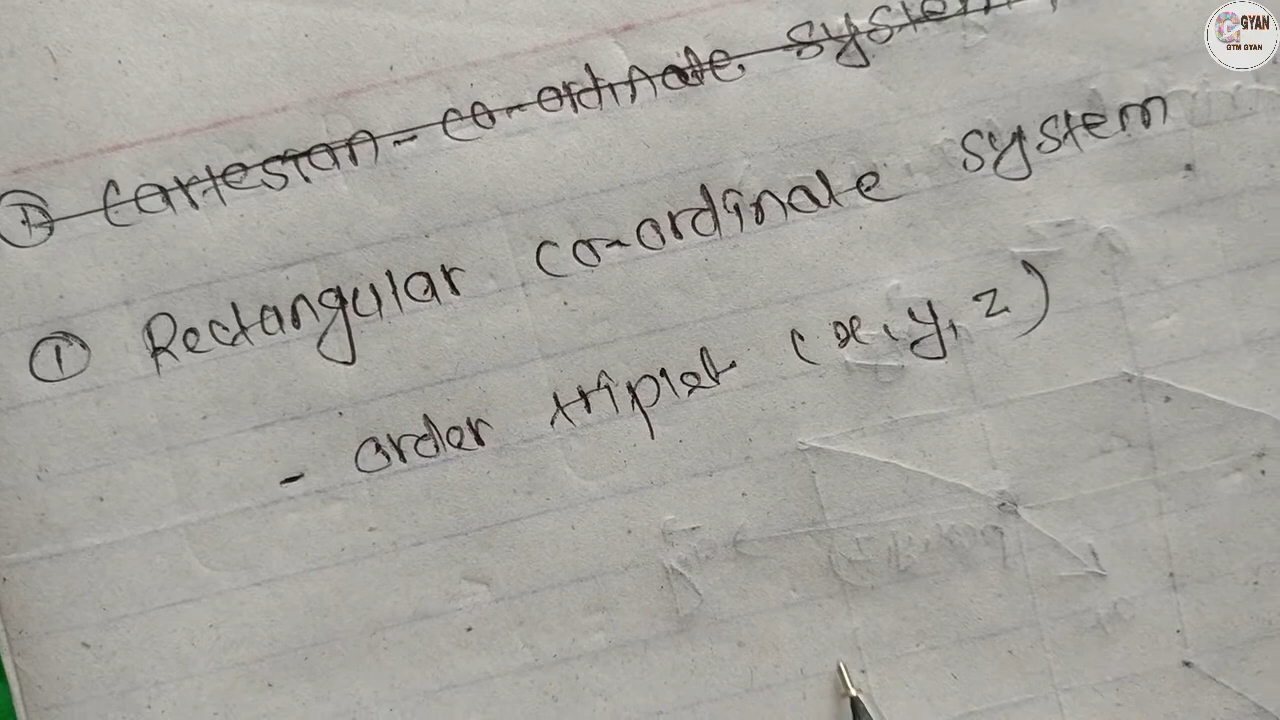 GYAN
GTM GYAN
① Cartesian-co-ordinate system
① Rectangular co-ordinate system
- order triplet (x, y, z)